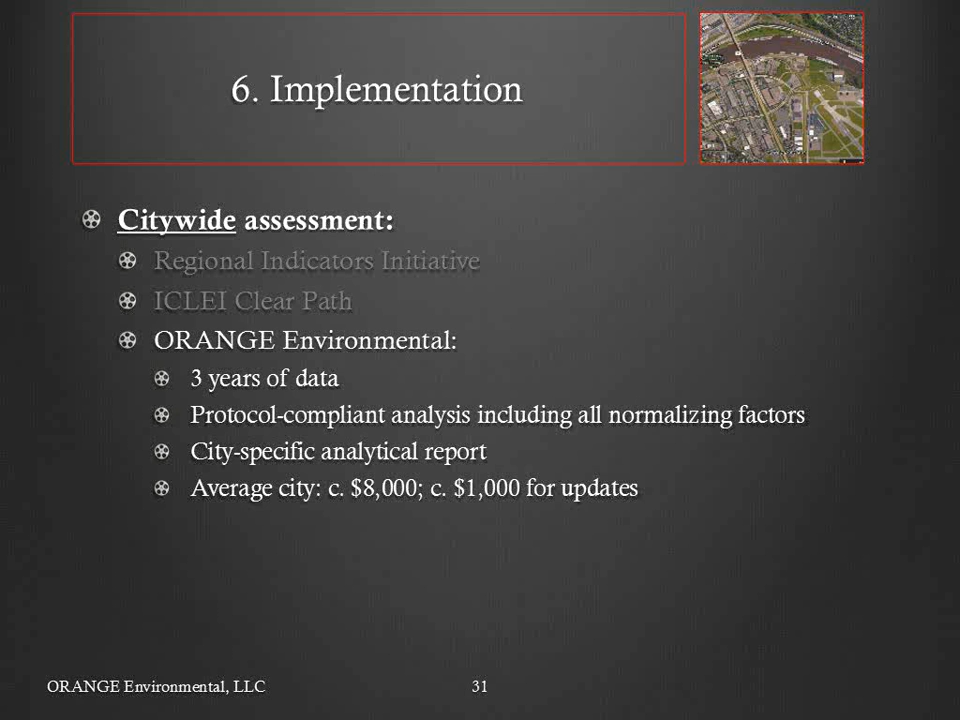 6. Implementation
Citywide assessment:
Regional Indicators Initiative
ICLEI Clear Path
ORANGE Environmental:
3 years of data
Protocol-compliant analysis including all normalizing factors
City-specific analytical report
Average city: c. $8,000; c. $1,000 for updates
ORANGE Environmental, LLC
31